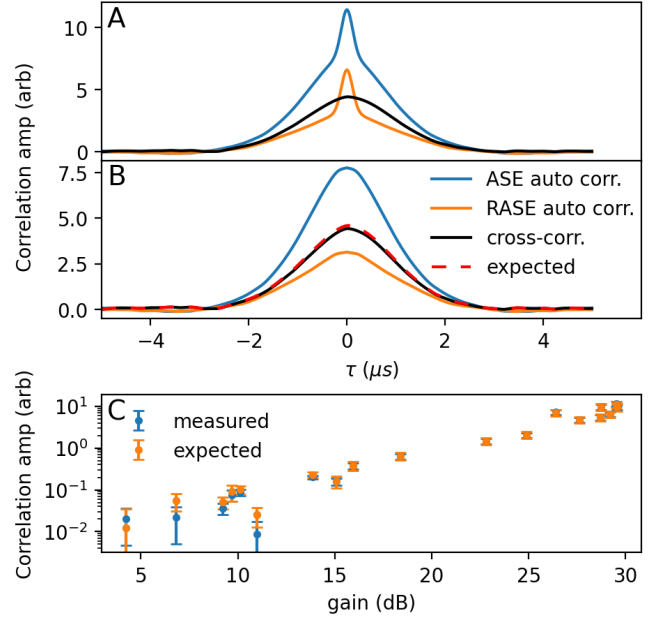 A
Correlation amp (arb)
10
5
0
B
7.5
5.0
2.5
0.0
ASE auto corr.
RASE auto corr.
cross-corr.
expected
−4
−2
0
2
4
τ (μs)
C
Correlation amp (arb)
10¹
10⁰
10⁻¹
10⁻²
measured
expected
5
10
15
20
25
30
gain (dB)